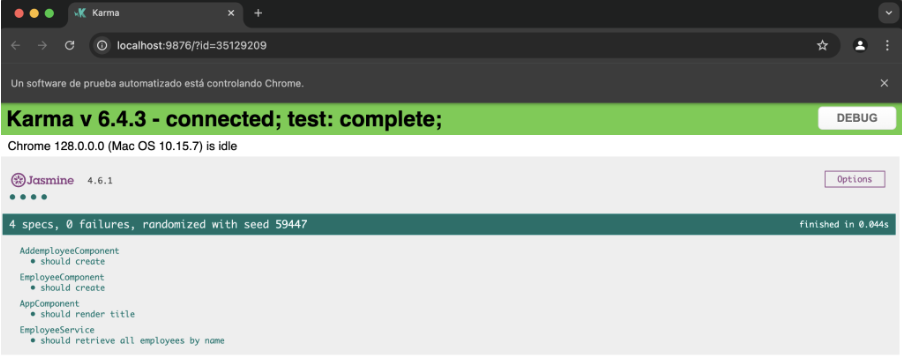 Karma
localhost:9876/?id=35129209
Un software de prueba automatizado está controlando Chrome.
Karma v 6.4.3 - connected; test: complete;
DEBUG
Chrome 128.0.0.0 (Mac OS 10.15.7) is idle
Jasmine 4.6.1
Options
4 specs, 0 failures, randomized with seed 59447
finished in 0.044s
AddemployeeComponent
• should create
EmployeeComponent
• should create
AppComponent
• should render title
EmployeeService
• should retrieve all employees by name